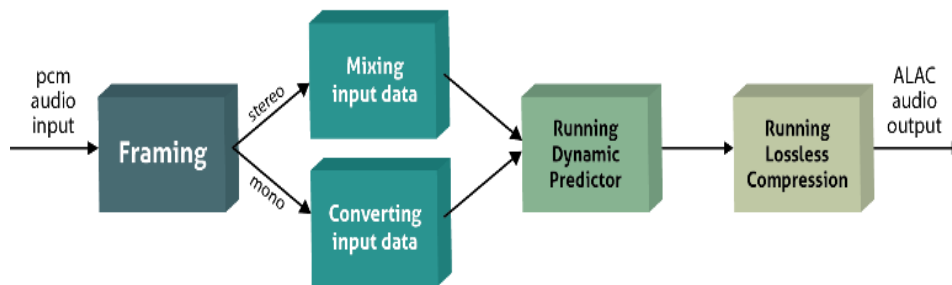 pcm
audio
input
Framing
stereo
mono
Mixing
input data
Converting
input data
Running
Dynamic
Predictor
Running
Lossless
Compression
ALAC
audio
output